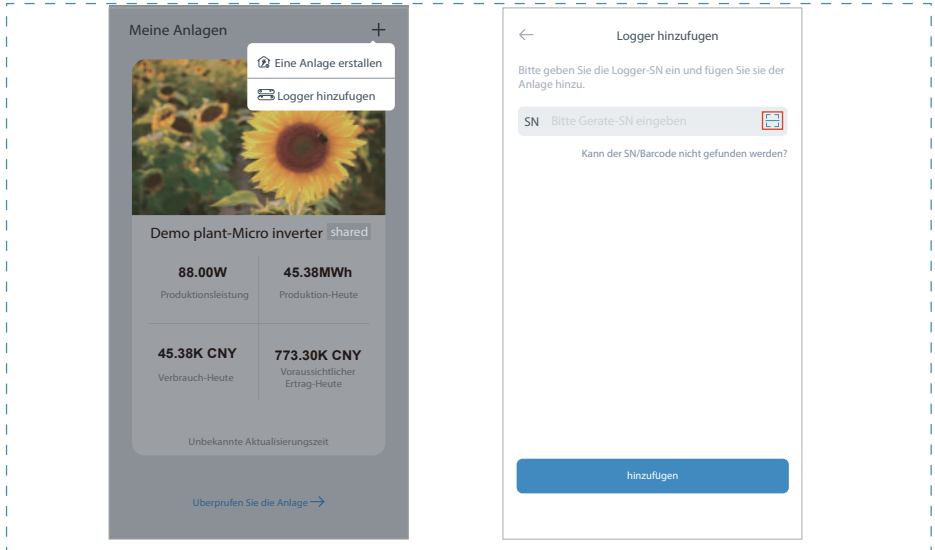 Meine Anlagen
Eine Anlage erstallen
Logger hinzufugen
Demo plant-Micro inverter shared
88.00W
45.38MWh
Produktionsleistung
Produktion-Heute
45.38K CNY
773.30K CNY
Verbrauch-Heute
Voraussichtlicher
Ertrag-Heute
Unbekannte Aktualisierungszeit
Uberprufen Sie die Anlage
Logger hinzufugen
Bitte geben Sie die Logger-SN ein und fügen Sie sie der
Anlage hinzu.
SN Bitte Gerate-SN eingeben
Kann der SN/Barcode nicht gefunden werden?
hinzufügen